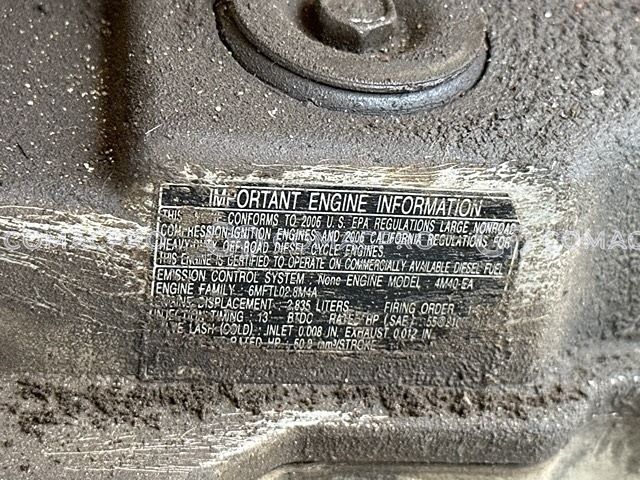 IMPORTANT ENGINE INFORMATION
THIS CONFORMS TO 2006 U.S. EPA REGULATIONS LARGE NONROAD
COMPRESSION-IGNITION ENGINES AND 2006 CALIFORNIA REGULATIONS FOR
HEAVY-DUTY OFF-ROAD DIESEL CYCLE ENGINES.
THIS ENGINE IS CERTIFIED TO OPERATE ON COMMERCIALLY AVAILABLE DIESEL FUEL
EMISSION CONTROL SYSTEM : None ENGINE MODEL : 4M40-EA
ENGINE FAMILY : 6MFTL02.8M4A
DISPLACEMENT : 2.835 LITERS FIRING ORDER :
INJECTION TIMING : 13° BTDC HP (SAE)
LASH (COLD) : INLET 0.008 IN. EXHAUST 0.012 IN
RATED HP mm³/STROKE